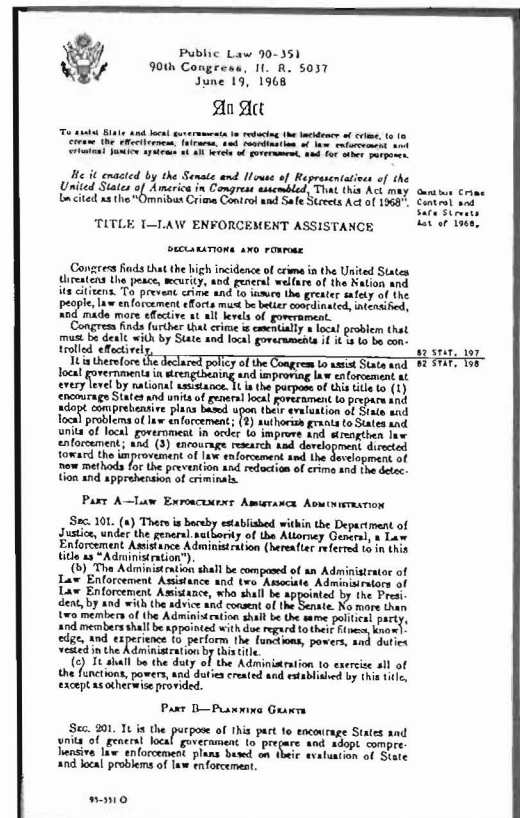 Public Law 90-351
90th Congress, H. R. 5037
June 19, 1968
An Act
To assist State and local governments in reducing the incidence of crime, to in-
crease the effectiveness, fairness, and coordination of law enforcement and
criminal justice systems at all levels of government, and for other purposes.
Be it enacted by the Senate and House of Representatives of the
United States of America in Congress assembled, That this Act may
be cited as the "Omnibus Crime Control and Safe Streets Act of 1968".
Omnibus Crime
Control and
Safe Streets
Act of 1968.
TITLE I—LAW ENFORCEMENT ASSISTANCE
DECLARATIONS AND PURPOSE
Congress finds that the high incidence of crime in the United States
threatens the peace, security, and general welfare of the Nation and
its citizens. To prevent crime and to insure the greater safety of the
people, law enforcement efforts must be better coordinated, intensified,
and made more effective at all levels of government.
Congress finds further that crime is essentially a local problem that
must be dealt with by State and local governments if it is to be con-
trolled effectively.
82 STAT. 197
82 STAT. 198
It is therefore the declared policy of the Congress to assist State and
local governments in strengthening and improving law enforcement at
every level by national assistance. It is the purpose of this title to (1)
encourage States and units of general local government to prepare and
adopt comprehensive plans based upon their evaluation of State and
local problems of law enforcement; (2) authorize grants to States and
units of local government in order to improve and strengthen law
enforcement; and (3) encourage research and development directed
toward the improvement of law enforcement and the development of
new methods for the prevention and reduction of crime and the detec-
tion and apprehension of criminals.
PART A—LAW ENFORCEMENT ASSISTANCE ADMINISTRATION
SEC. 101. (a) There is hereby established within the Department of
Justice, under the general authority of the Attorney General, a Law
Enforcement Assistance Administration (hereafter referred to in this
title as "Administration").
(b) The Administration shall be composed of an Administrator of
Law Enforcement Assistance and two Associate Administrators of
Law Enforcement Assistance, who shall be appointed by the Presi-
dent, by and with the advice and consent of the Senate. No more than
two members of the Administration shall be the same political party,
and members shall be appointed with due regard to their fitness, knowl-
edge, and experience to perform the functions, powers, and duties
vested in the Administration by this title.
(c) It shall be the duty of the Administration to exercise all of
the functions, powers, and duties created and established by this title,
except as otherwise provided.
PART B—PLANNING GRANTS
SEC. 201. It is the purpose of this part to encourage States and
units of general local government to prepare and adopt compre-
hensive law enforcement plans based on their evaluation of State
and local problems of law enforcement.
95-351 O